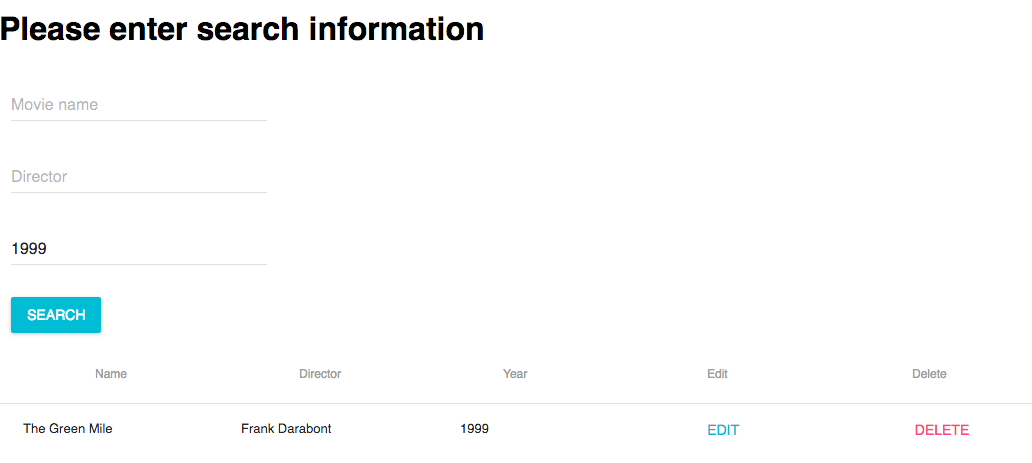 Please enter search information
Movie name
Director
1999
SEARCH
Name Director Year Edit Delete
The Green Mile Frank Darabont 1999 EDIT DELETE